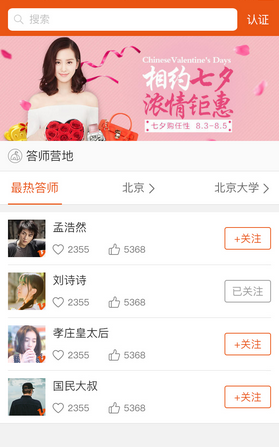 搜索
认证
Chinese Valentine's Days
相约七夕
浓情钜惠
七夕购任性 8.3-8.5
答师营地
最热答师
北京
北京大学
孟浩然
2355
5368
+关注
刘诗诗
2355
5368
已关注
孝庄皇太后
2355
5368
+关注
国民大叔
2355
5368
+关注